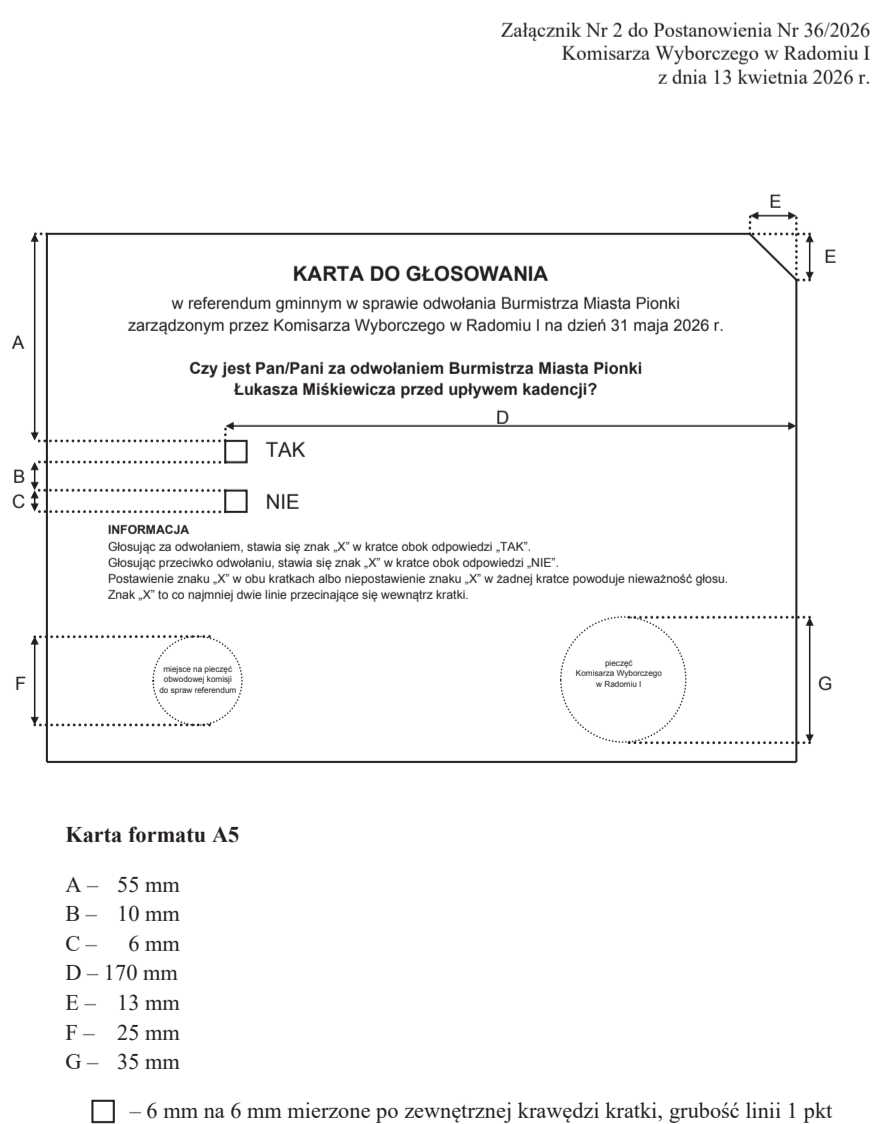 Załącznik Nr 2 do Postanowienia Nr 36/2026
Komisarza Wyborczego w Radomiu I
z dnia 13 kwietnia 2026 r.
E
E
KARTA DO GŁOSOWANIA
w referendum gminnym w sprawie odwołania Burmistrza Miasta Pionki
zarządzonym przez Komisarza Wyborczego w Radomiu I na dzień 31 maja 2026 r.
A
Czy jest Pan/Pani za odwołaniem Burmistrza Miasta Pionki
Łukasza Miśkiewicza przed upływem kadencji?
D
TAK
B
C
NIE
INFORMACJA
Głosując za odwołaniem, stawia się znak „X” w kratce obok odpowiedzi „TAK”.
Głosując przeciwko odwołaniu, stawia się znak „X” w kratce obok odpowiedzi „NIE”.
Postawienie znaku „X” w obu kratkach albo niepostawienie znaku „X” w żadnej kratce powoduje nieważność głosu.
Znak „X” to co najmniej dwie linie przecinające się wewnątrz kratki.
F
miejsce na pieczęć
obwodowej komisji
do spraw referendum
pieczęć
Komisarza Wyborczego
w Radomiu I
G
Karta formatu A5
A – 55 mm
B – 10 mm
C – 6 mm
D – 170 mm
E – 13 mm
F – 25 mm
G – 35 mm
– 6 mm na 6 mm mierzone po zewnętrznej krawędzi kratki, grubość linii 1 pkt